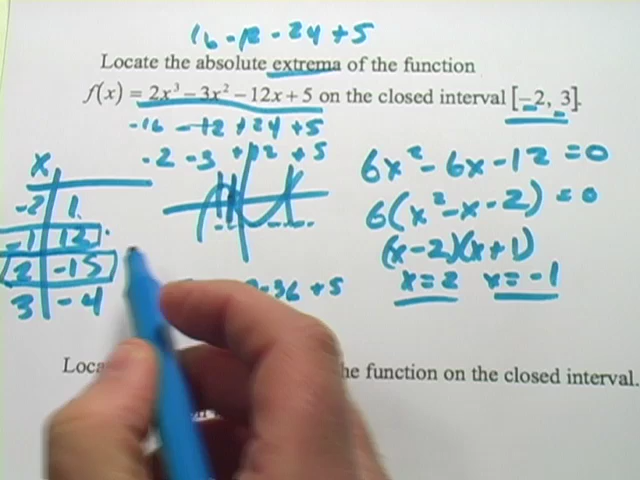 16 - 12 - 24 + 5
Locate the absolute extrema of the function
f(x) = 2x³ − 3x² − 12x + 5 on the closed interval [−2, 3].
-16 - 12 + 24 + 5
-2 - 3 + 12 + 5
6x² - 6x - 12 = 0
6(x² - x - 2) = 0
(x - 2)(x + 1)
x = 2 x = -1
x
-2 1
-1 12
2 -15
3 -4
- 36 + 5
Loca
he function on the closed interval.